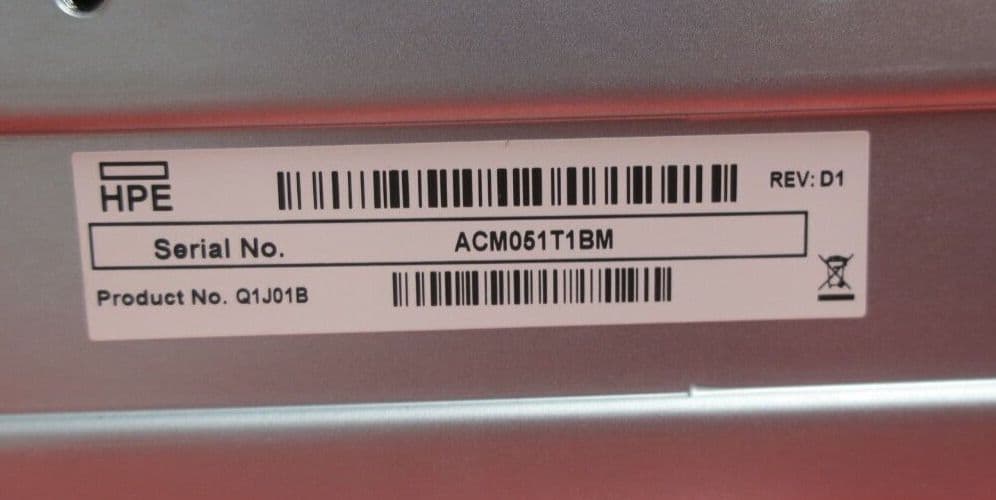 HPE
REV: D1
Serial No. ACM051T1BM
Product No. Q1J01B